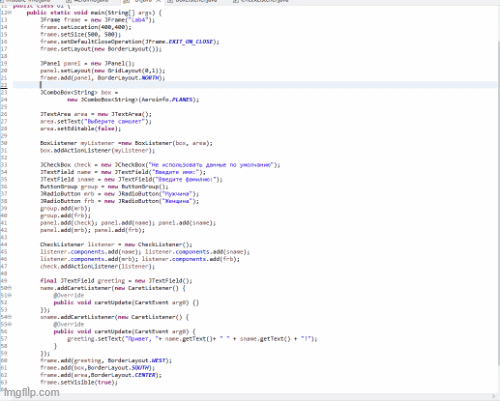 public static void main(String[] args) {
JFrame frame = new JFrame("Lab4");
frame.setLocation(400,400);
frame.setSize(500, 500);
frame.setDefaultCloseOperation(JFrame.EXIT_ON_CLOSE);
frame.setLayout(new BorderLayout());
JPanel panel = new JPanel();
panel.setLayout(new GridLayout(0,1));
frame.add(panel, BorderLayout.NORTH);
JComboBox<String> box =
new JComboBox<String>(AeroInfo.PLANES);
JTextArea area = new JTextArea();
area.setText("Выберите самолет");
area.setEditable(false);
BoxListener myListener =new BoxListener(box, area);
box.addActionListener(myListener);
JCheckBox check = new JCheckBox("Не использовать данные по умолчанию");
JTextField name = new JTextField("Введите имя:");
JTextField sname = new JTextField("Введите фамилию:");
ButtonGroup group = new ButtonGroup();
JRadioButton mrb = new JRadioButton("Мужчина");
JRadioButton frb = new JRadioButton("Женщина");
group.add(mrb);
group.add(frb);
panel.add(check); panel.add(name); panel.add(sname);
panel.add(mrb); panel.add(frb);
CheckListener listener = new CheckListener();
listener.components.add(name); listener.components.add(sname);
listener.components.add(mrb); listener.components.add(frb);
check.addActionListener(listener);
final JTextField greeting = new JTextField();
name.addCaretListener(new CaretListener() {
@Override
public void caretUpdate(CaretEvent arg0) {}
});
sname.addCaretListener(new CaretListener() {
@Override
public void caretUpdate(CaretEvent arg0) {
greeting.setText("Привет, "+ name.getText()+ " " + sname.getText() + "!");
}
});
frame.add(greeting, BorderLayout.WEST);
frame.add(box,BorderLayout.SOUTH);
frame.add(area,BorderLayout.CENTER);
frame.setVisible(true);
imgflip.com